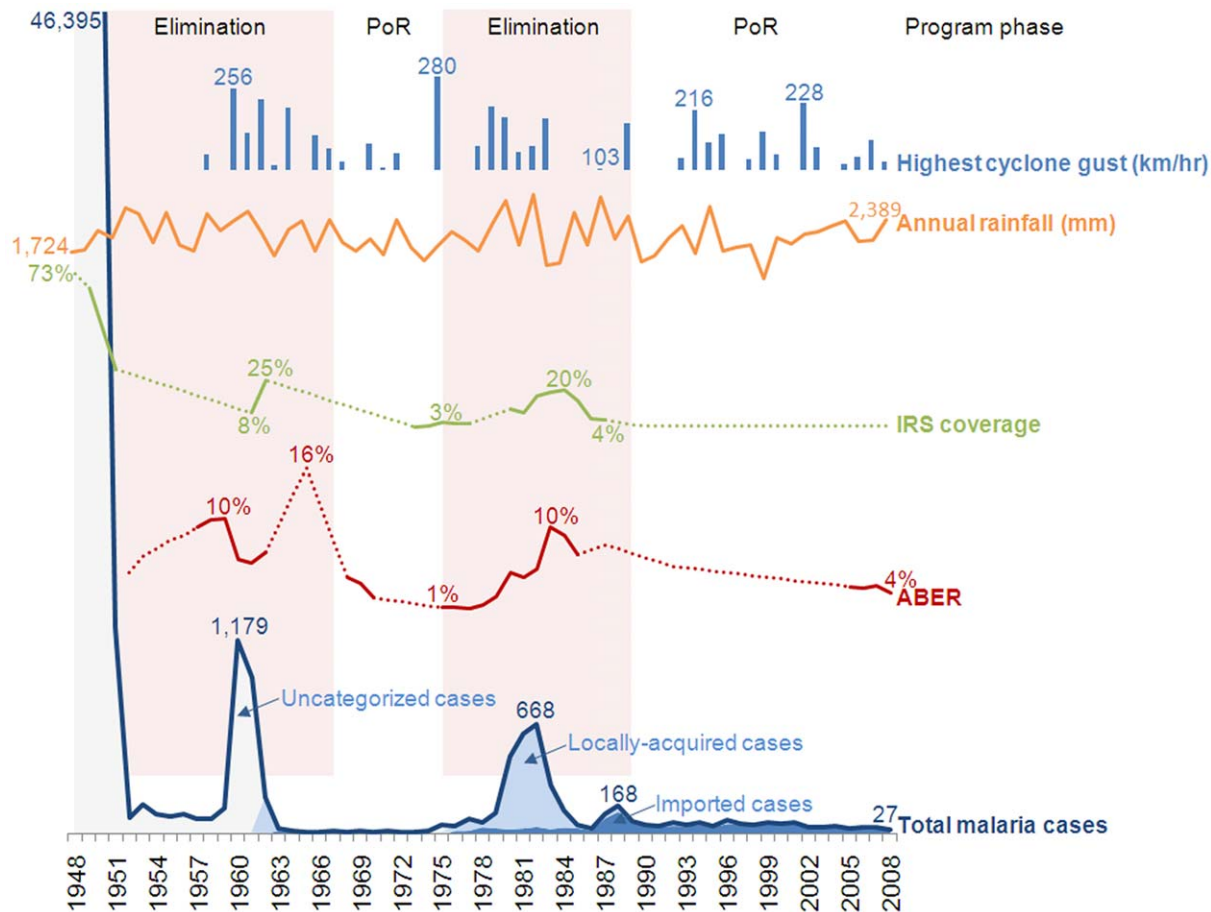 46,395 Elimination PoR Elimination PoR Program phase
256 280 216 228
103
Highest cyclone gust (km/hr)
2,389
Annual rainfall (mm)
1,724
73%
25% 20%
3%
8% 4%
IRS coverage
16%
10% 10%
1% 4%
ABER
1,179
Uncategorized cases
668
Locally-acquired cases
168
Imported cases
27
Total malaria cases
1948 1951 1954 1957 1960 1963 1966 1969 1972 1975 1978 1981 1984 1987 1990 1993 1996 1999 2002 2005 2008